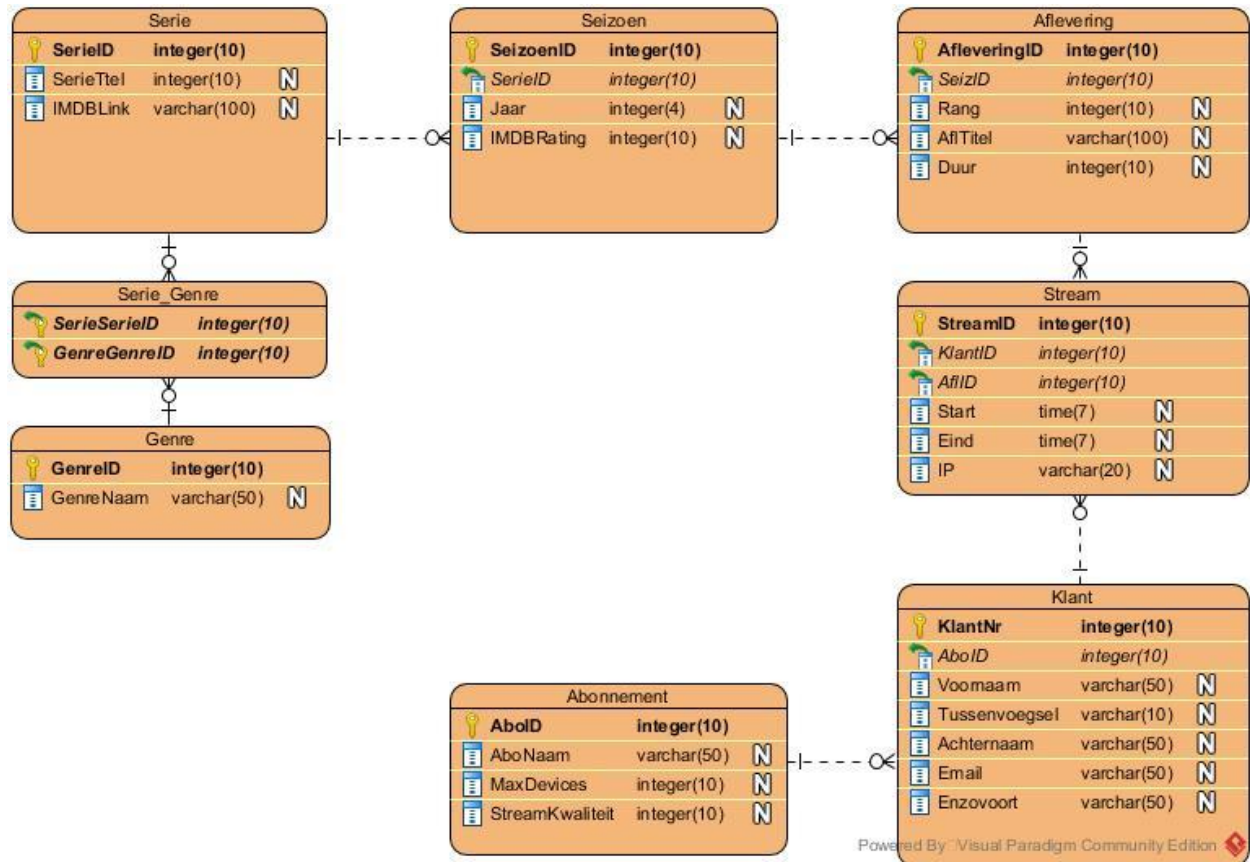 Serie
SerieID integer(10)
SerieTtel integer(10) N
IMDBLink varchar(100) N
Seizoen
SeizoenID integer(10)
SerieID integer(10)
Jaar integer(4) N
IMDBRating integer(10) N
Aflevering
AfleveringID integer(10)
SeizID integer(10)
Rang integer(10) N
AflTitel varchar(100) N
Duur integer(10) N
Serie_Genre
SerieSerieID integer(10)
GenreGenreID integer(10)
Stream
StreamID integer(10)
KlantID integer(10)
AflID integer(10)
Start time(7) N
Eind time(7) N
IP varchar(20) N
Genre
GenreID integer(10)
GenreNaam varchar(50) N
Klant
KlantNr integer(10)
AboID integer(10)
Voornaam varchar(50) N
Tussenvoegsel varchar(10) N
Achternaam varchar(50) N
Email varchar(50) N
Enzovoort varchar(50) N
Abonnement
AboID integer(10)
AboNaam varchar(50) N
MaxDevices integer(10) N
StreamKwaliteit integer(10) N
Powered By Visual Paradigm Community Edition